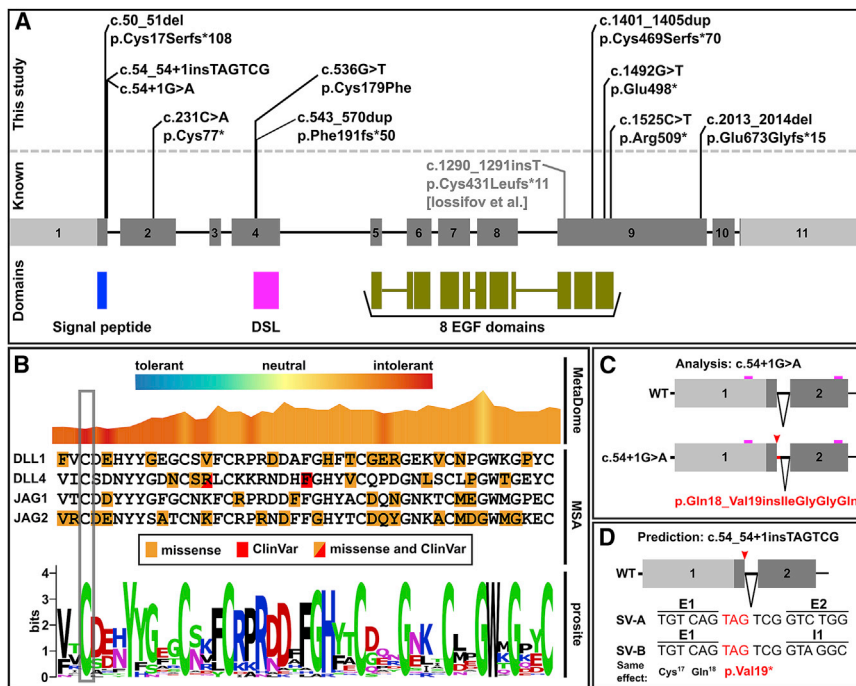 A
This study
c.50_51del
p.Cys17Serfs*108
c.54_54+1insTAGTCG
c.54+1G>A
c.231C>A
p.Cys77*
c.536G>T
p.Cys179Phe
c.543_570dup
p.Phe191fs*50
c.1401_1405dup
p.Cys469Serfs*70
c.1492G>T
p.Glu498*
c.1525C>T
p.Arg509*
c.2013_2014del
p.Glu673Glyfs*15
Known
c.1290_1291insT
p.Cys431Leufs*11
[Iossifov et al.]
1 2 3 4 5 6 7 8 9 10 11
Domains
Signal peptide DSL 8 EGF domains
B
tolerant neutral intolerant
MetaDome
DLL1 FVCDEHYYGEGCSVFCRPRDDAFGHFTCGERGEKVCNPGWKGPYC
DLL4 VICSDNYYGDNCSRLCKKRNDHFGHYVCQPDGNLSCLPGWTGEYC
JAG1 VTCDDYYYGFGCNKFCRPRDDFFGHYACDQNGNKTCMEGWMGPEC
JAG2 VRCDENYYSATCNKFCRPRNDFFGHYTCDQYGNKACMDGWMGKEC
MSA
missense ClinVar missense and ClinVar
prosite
bits
4
3
2
1
0
C
Analysis: c.54+1G>A
WT 1 2
c.54+1G>A 1 2
p.Gln18_Val19insIleGlyGlyGln
D
Prediction: c.54_54+1insTAGTCG
WT 1 2
E1 E2
SV-A TGT CAG TAG TCG GTC TGG
E1 I1
SV-B TGT CAG TAG TCG GTA GGC
Same effect: Cys17 Gln18 p.Val19*